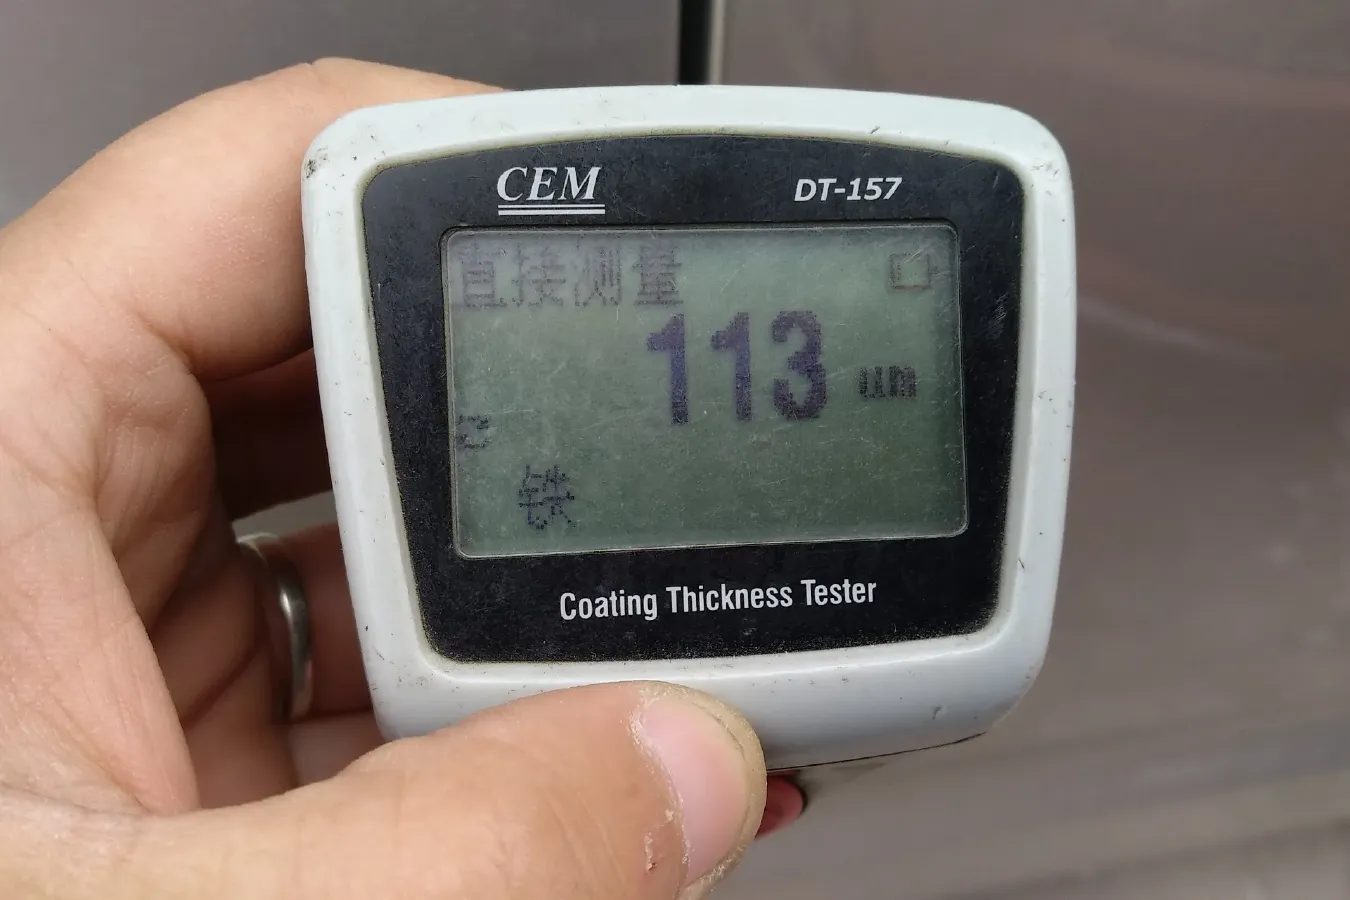 CEM DT-157
直接测量
113 um
铁
Coating Thickness Tester